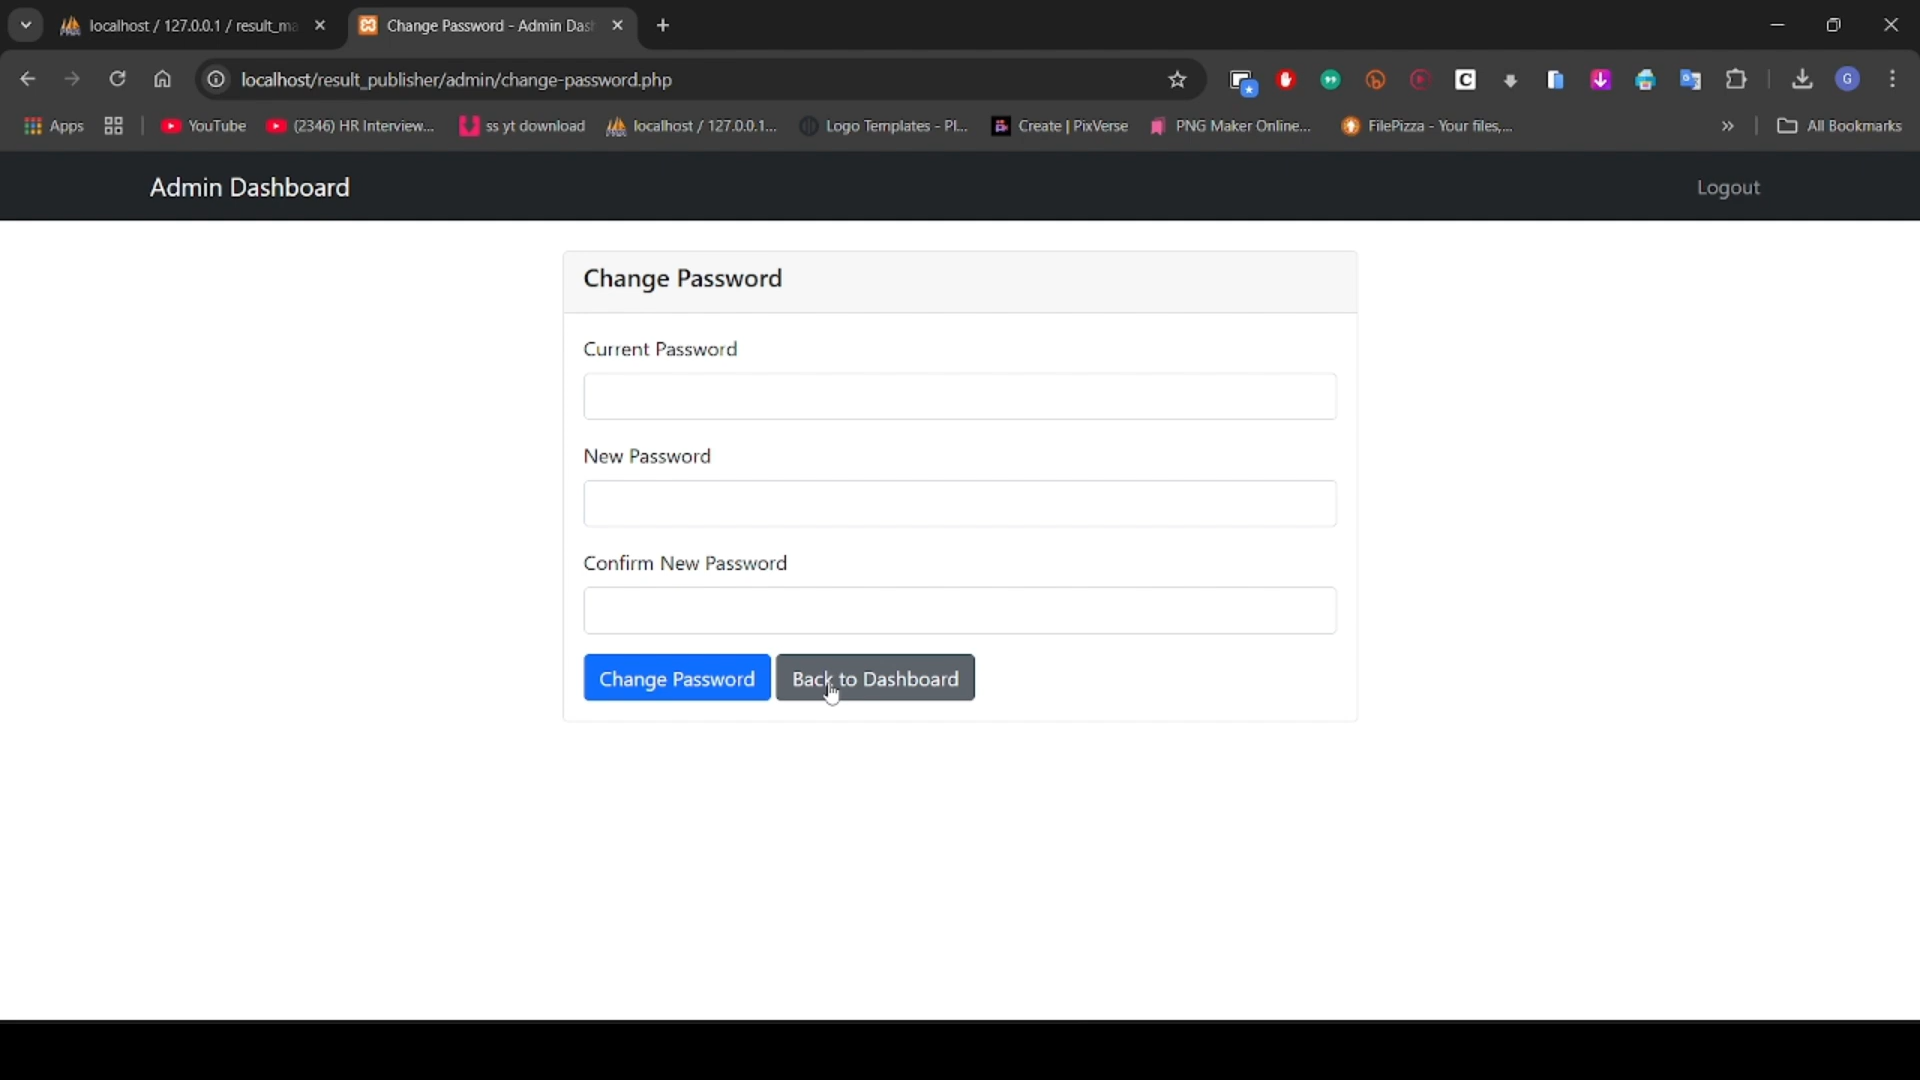 localhost / 127.0.0.1 / result_ma
Change Password - Admin Das
localhost/result_publisher/admin/change-password.php
G
Apps
YouTube
(2346) HR Interview...
ss yt download
localhost / 127.0.0.1...
Logo Templates - Pl...
Create | PixVerse
PNG Maker Online...
FilePizza - Your files,...
All Bookmarks
Admin Dashboard
Logout
Change Password
Current Password
New Password
Confirm New Password
Change Password
Back to Dashboard